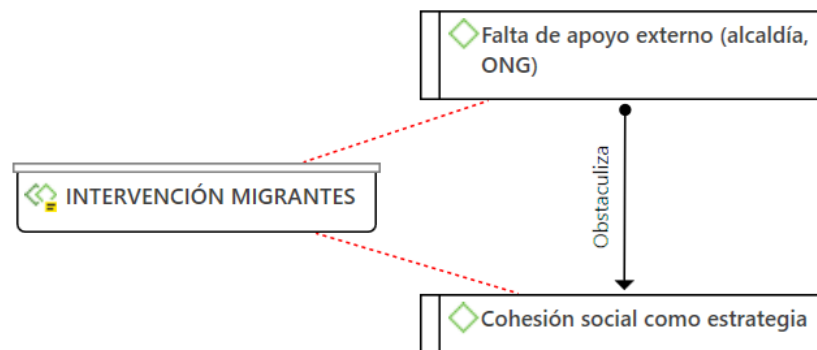 Falta de apoyo externo (alcaldía,
ONG)
INTERVENCIÓN MIGRANTES
Obstaculiza
Cohesión social como estrategia